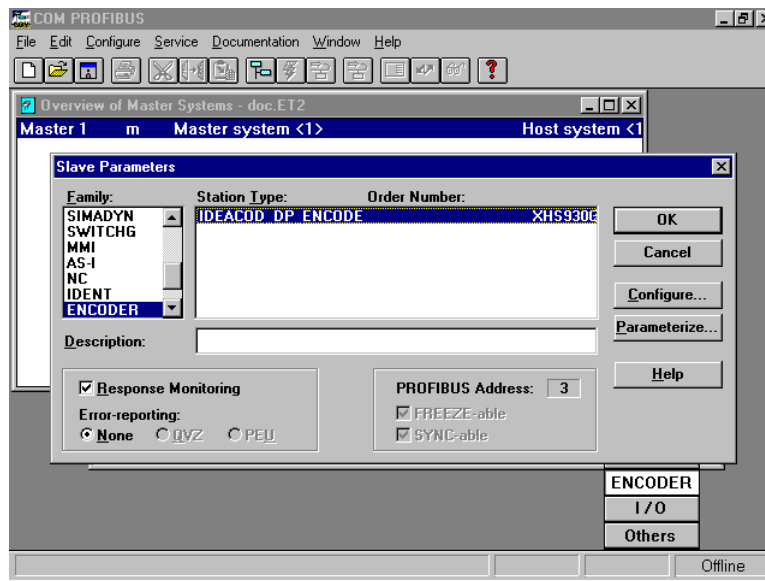 COM PROFIBUS
File Edit Configure Service Documentation Window Help
Overview of Master Systems - doc.ET2
Master 1 m Master system <1> Host system <1
Slave Parameters
Family: Station Type: Order Number:
SIMADYN
SWITCHG
MMI
AS-I
NC
IDENT
ENCODER
IDEACOD DP ENCODE XHS930G
OK
Cancel
Configure...
Parameterize...
Help
Description:
Response Monitoring
Error-reporting:
None QVZ PEU
PROFIBUS Address: 3
FREEZE-able
SYNC-able
ENCODER
I/O
Others
Offline